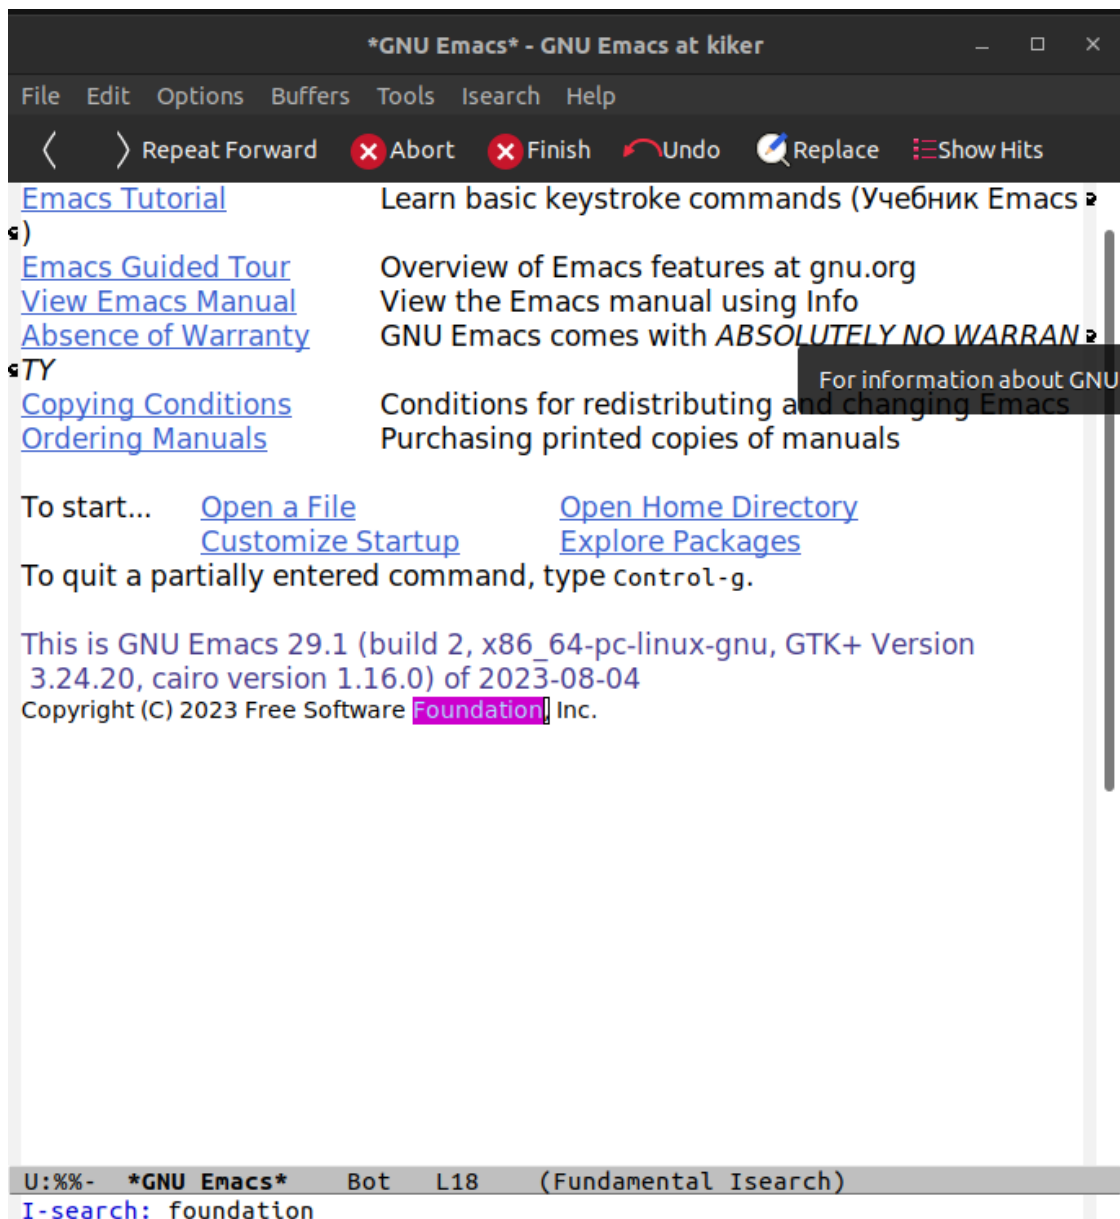 *GNU Emacs* - GNU Emacs at kiker
File Edit Options Buffers Tools Isearch Help
Repeat Forward Abort Finish Undo Replace Show Hits
Emacs Tutorial Learn basic keystroke commands (Учебник Emacs
)
Emacs Guided Tour Overview of Emacs features at gnu.org
View Emacs Manual View the Emacs manual using Info
Absence of Warranty GNU Emacs comes with ABSOLUTELY NO WARRAN
TY
For information about GNU
Copying Conditions Conditions for redistributing and changing Emacs
Ordering Manuals Purchasing printed copies of manuals
To start... Open a File Open Home Directory
Customize Startup Explore Packages
To quit a partially entered command, type Control-g.
This is GNU Emacs 29.1 (build 2, x86_64-pc-linux-gnu, GTK+ Version
3.24.20, cairo version 1.16.0) of 2023-08-04
Copyright (C) 2023 Free Software Foundation, Inc.
U:%%- *GNU Emacs* Bot L18 (Fundamental Isearch)
I-search: foundation